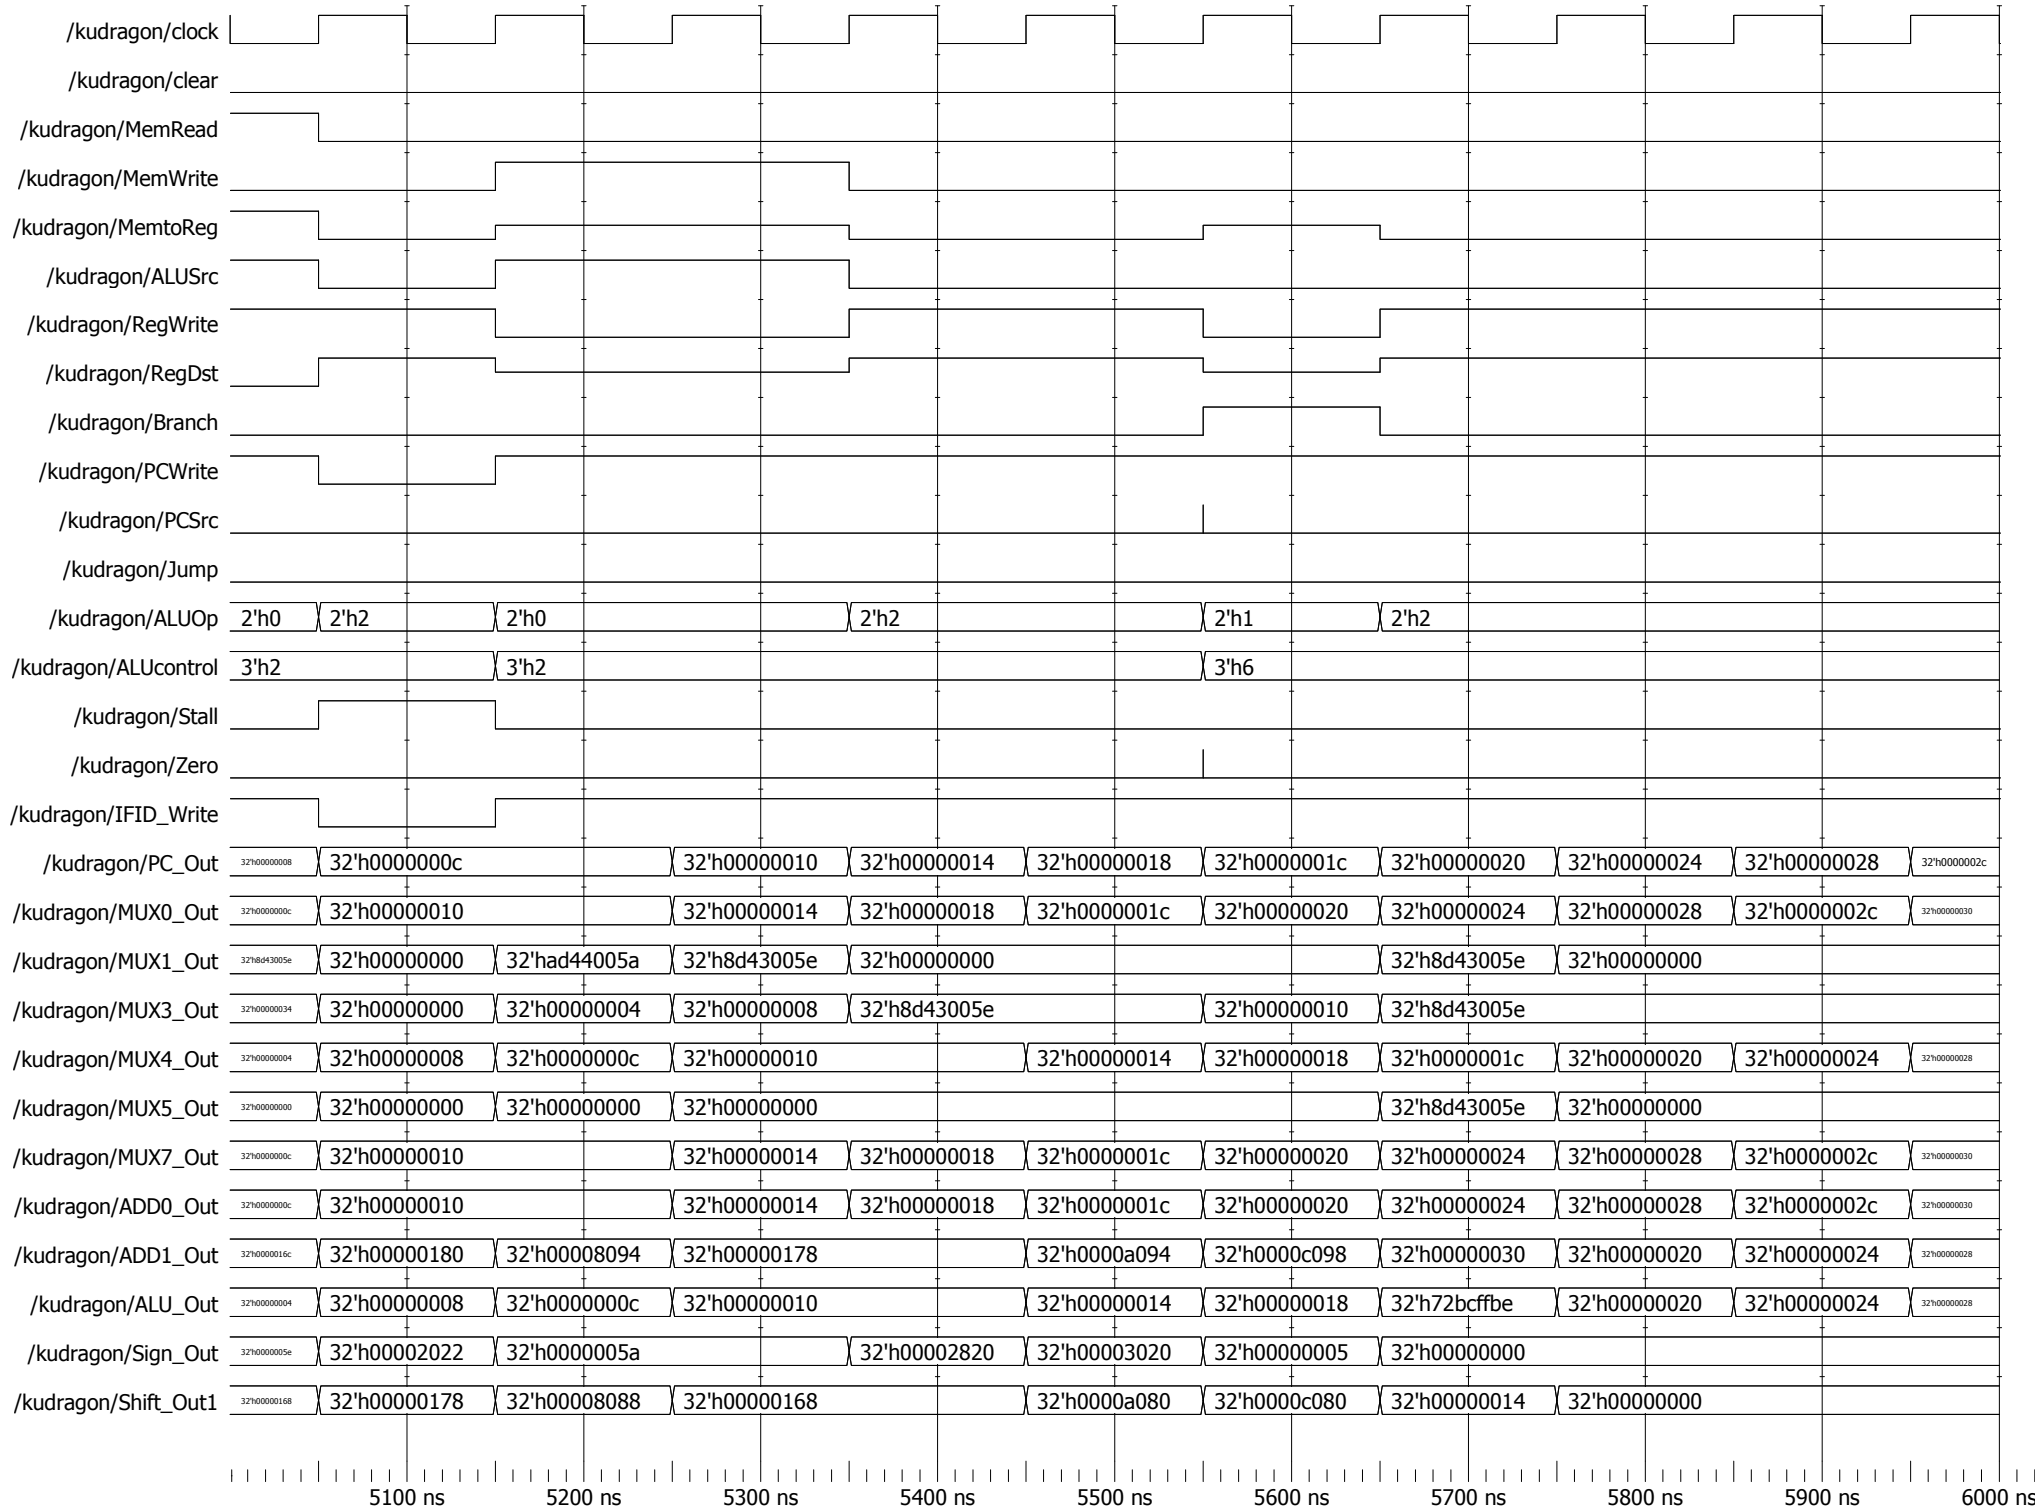 /kudragon/clock
/kudragon/clear
/kudragon/MemRead
/kudragon/MemWrite
/kudragon/MemtoReg
/kudragon/ALUSrc
/kudragon/RegWrite
/kudragon/RegDst
/kudragon/Branch
/kudragon/PCWrite
/kudragon/PCSrc
/kudragon/Jump
/kudragon/ALUOp 2'h0 2'h2 2'h0 2'h2 2'h1 2'h2
/kudragon/ALUcontrol 3'h2 3'h2 3'h6
/kudragon/Stall
/kudragon/Zero
/kudragon/IFID_Write
/kudragon/PC_Out 32'h00000008 32'h0000000c 32'h00000010 32'h00000014 32'h00000018 32'h0000001c 32'h00000020 32'h00000024 32'h00000028 32'h0000002c
/kudragon/MUX0_Out 32'h0000000c 32'h00000010 32'h00000014 32'h00000018 32'h0000001c 32'h00000020 32'h00000024 32'h00000028 32'h0000002c 32'h00000030
/kudragon/MUX1_Out 32'h8d43005e 32'h00000000 32'had44005a 32'h8d43005e 32'h00000000 32'h8d43005e 32'h00000000
/kudragon/MUX3_Out 32'h00000034 32'h00000000 32'h00000004 32'h00000008 32'h8d43005e 32'h00000010 32'h8d43005e
/kudragon/MUX4_Out 32'h00000004 32'h00000008 32'h0000000c 32'h00000010 32'h00000014 32'h00000018 32'h0000001c 32'h00000020 32'h00000024 32'h00000028
/kudragon/MUX5_Out 32'h00000000 32'h00000000 32'h00000000 32'h00000000 32'h8d43005e 32'h00000000
/kudragon/MUX7_Out 32'h0000000c 32'h00000010 32'h00000014 32'h00000018 32'h0000001c 32'h00000020 32'h00000024 32'h00000028 32'h0000002c 32'h00000030
/kudragon/ADD0_Out 32'h0000000c 32'h00000010 32'h00000014 32'h00000018 32'h0000001c 32'h00000020 32'h00000024 32'h00000028 32'h0000002c 32'h00000030
/kudragon/ADD1_Out 32'h0000016c 32'h00000180 32'h00008094 32'h00000178 32'h0000a094 32'h0000c098 32'h00000030 32'h00000020 32'h00000024 32'h00000028
/kudragon/ALU_Out 32'h00000004 32'h00000008 32'h0000000c 32'h00000010 32'h00000014 32'h00000018 32'h72bcffbe 32'h00000020 32'h00000024 32'h00000028
/kudragon/Sign_Out 32'h0000005e 32'h00002022 32'h0000005a 32'h00002820 32'h00003020 32'h00000005 32'h00000000
/kudragon/Shift_Out1 32'h00000168 32'h00000178 32'h00008088 32'h00000168 32'h0000a080 32'h0000c080 32'h00000014 32'h00000000
5100 ns 5200 ns 5300 ns 5400 ns 5500 ns 5600 ns 5700 ns 5800 ns 5900 ns 6000 ns